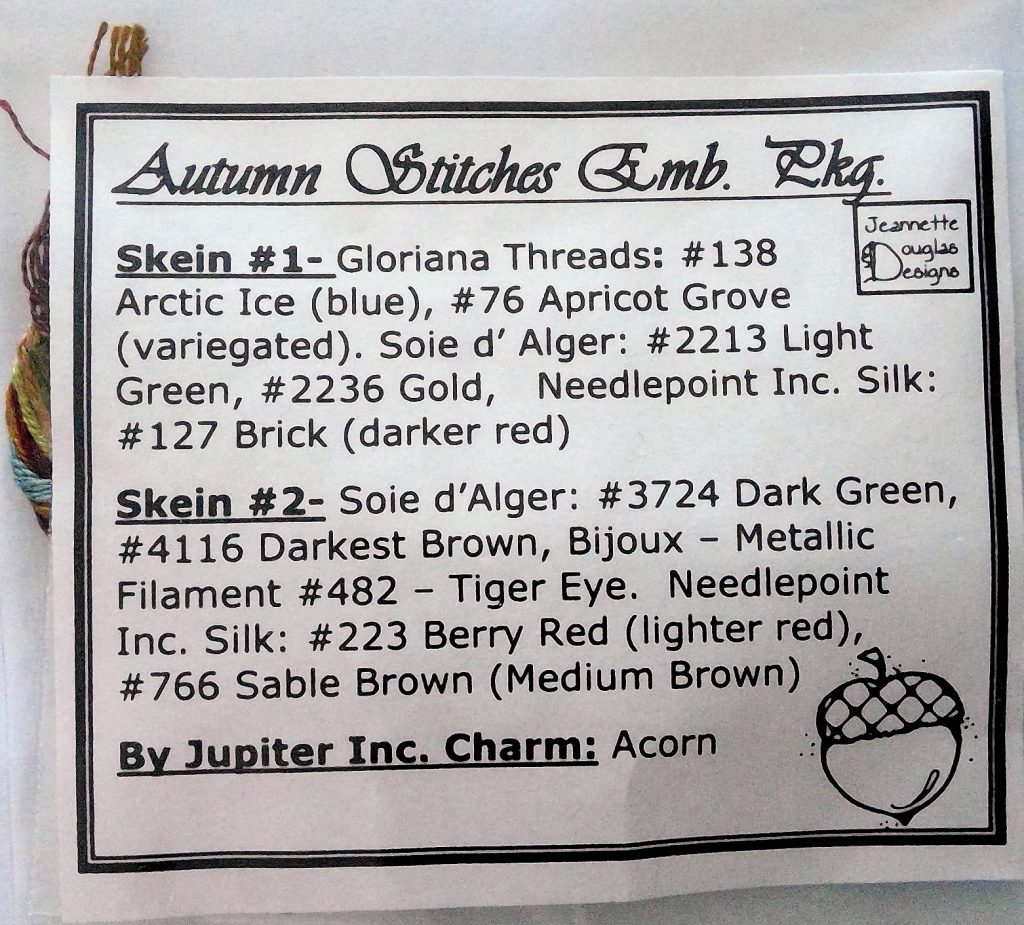 Autumn Stitches Emb. Pkg.
Jeannette
Douglas
Designs
Skein #1- Gloriana Threads: #138
Arctic Ice (blue), #76 Apricot Grove
(variegated). Soie d' Alger: #2213 Light
Green, #2236 Gold, Needlepoint Inc. Silk:
#127 Brick (darker red)
Skein #2- Soie d'Alger: #3724 Dark Green,
#4116 Darkest Brown, Bijoux – Metallic
Filament #482 – Tiger Eye. Needlepoint
Inc. Silk: #223 Berry Red (lighter red),
#766 Sable Brown (Medium Brown)
By Jupiter Inc. Charm: Acorn